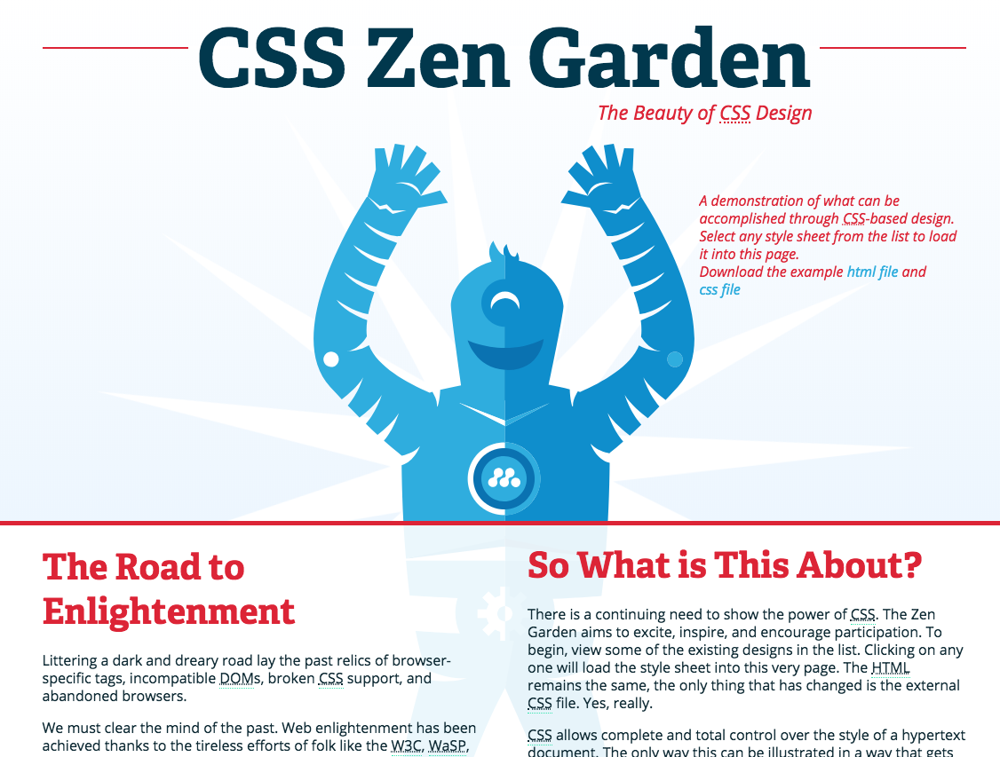 CSS Zen Garden
The Beauty of CSS Design
A demonstration of what can be
accomplished through CSS-based design.
Select any style sheet from the list to load
it into this page.
Download the example html file and
css file
The Road to
Enlightenment
Littering a dark and dreary road lay the past relics of browser-
specific tags, incompatible DOMs, broken CSS support, and
abandoned browsers.
We must clear the mind of the past. Web enlightenment has been
achieved thanks to the tireless efforts of folk like the W3C, WaSP,
So What is This About?
There is a continuing need to show the power of CSS. The Zen
Garden aims to excite, inspire, and encourage participation. To
begin, view some of the existing designs in the list. Clicking on any
one will load the style sheet into this very page. The HTML
remains the same, the only thing that has changed is the external
CSS file. Yes, really.
CSS allows complete and total control over the style of a hypertext
document. The only way this can be illustrated in a way that gets